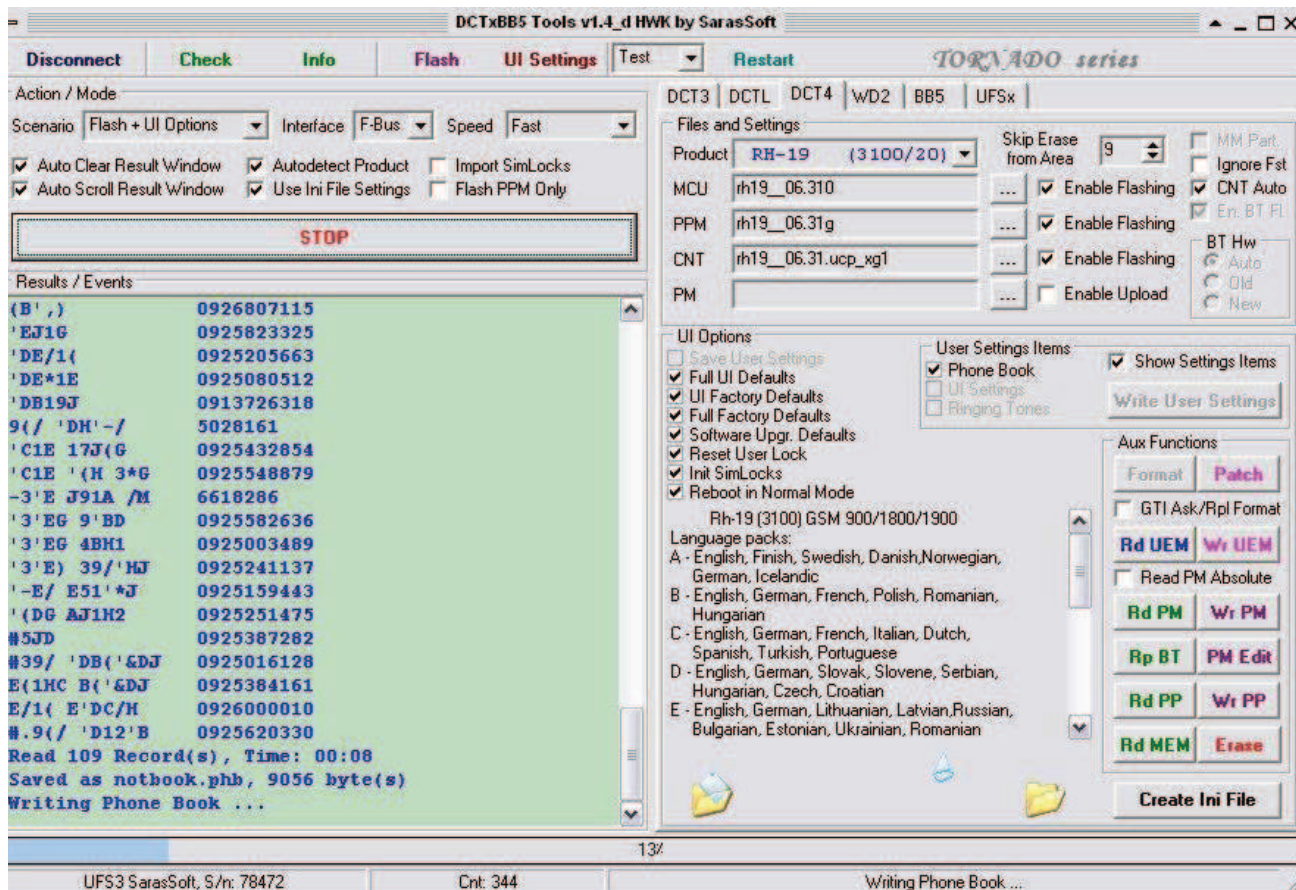 DCTxBB5 Tools v1.4_d HWK by SarasSoft
Disconnect Check Info Flash UI Settings Test Restart TORNADO series
Action / Mode
Scenario Flash + UI Options Interface F-Bus Speed Fast
Auto Clear Result Window Autodetect Product Import SimLocks
Auto Scroll Result Window Use Ini File Settings Flash PPM Only
STOP
Results / Events
(B',) 0926807115
'EJ1G 0925823325
'DE/1( 0925205663
'DE*1E 0925080512
'DB19J 0913726318
9(/ 'DH'-/ 5028161
'C1E 17J(G 0925432854
'C1E '(H 3*G 0925548879
-3'E J91A /M 6618286
'3'EG 9'BD 0925582636
'3'EG 4BH1 0925003489
'3'E) 39/'HJ 0925241137
'-E/ E51'*J 0925159443
'(DG AJ1H2 0925251475
#5JD 0925387282
#39/ 'DB('&DJ 0925016128
E(1HC B('&DJ 0925384161
E/1( E'DC/H 0926000010
#.9(/ 'D12'B 0925620330
Read 109 Record(s), Time: 00:08
Saved as notbook.phb, 9056 byte(s)
Writing Phone Book ...
DCT3 DCTL DCT4 WD2 BB5 UFSx
Files and Settings
Product RH-19 (3100/20) Skip Erase from Area 9 MM Part.
Ignore Fst
MCU rh19__06.310 ... Enable Flashing CNT Auto
En. BT Fl.
PPM rh19__06.31g ... Enable Flashing
CNT rh19__06.31.ucp_xg1 ... Enable Flashing
PM ... Enable Upload
BT Hw
Auto
Old
New
UI Options
Save User Settings
Full UI Defaults
UI Factory Defaults
Full Factory Defaults
Software Upgr. Defaults
Reset User Lock
Init SimLocks
Reboot in Normal Mode
User Settings Items
Phone Book
UI Settings
Ringing Tones
Show Settings Items
Write User Settings
Rh-19 (3100) GSM 900/1800/1900
Language packs:
A - English, Finish, Swedish, Danish,Norwegian,
German, Icelandic
B - English, German, French, Polish, Romanian,
Hungarian
C - English, German, French, Italian, Dutch,
Spanish, Turkish, Portuguese
D - English, German, Slovak, Slovene, Serbian,
Hungarian, Czech, Croatian
E - English, German, Lithuanian, Latvian,Russian,
Bulgarian, Estonian, Ukrainian, Romanian
Aux Functions
Format Patch
GTI Ask/Rpl Format
Rd UEM Wr UEM
Read PM Absolute
Rd PM Wr PM
Rp BT PM Edit
Rd PP Wr PP
Rd MEM Erase
Create Ini File
13%
UFS3 SarasSoft, S/n: 78472 Cnt: 344 Writing Phone Book ...